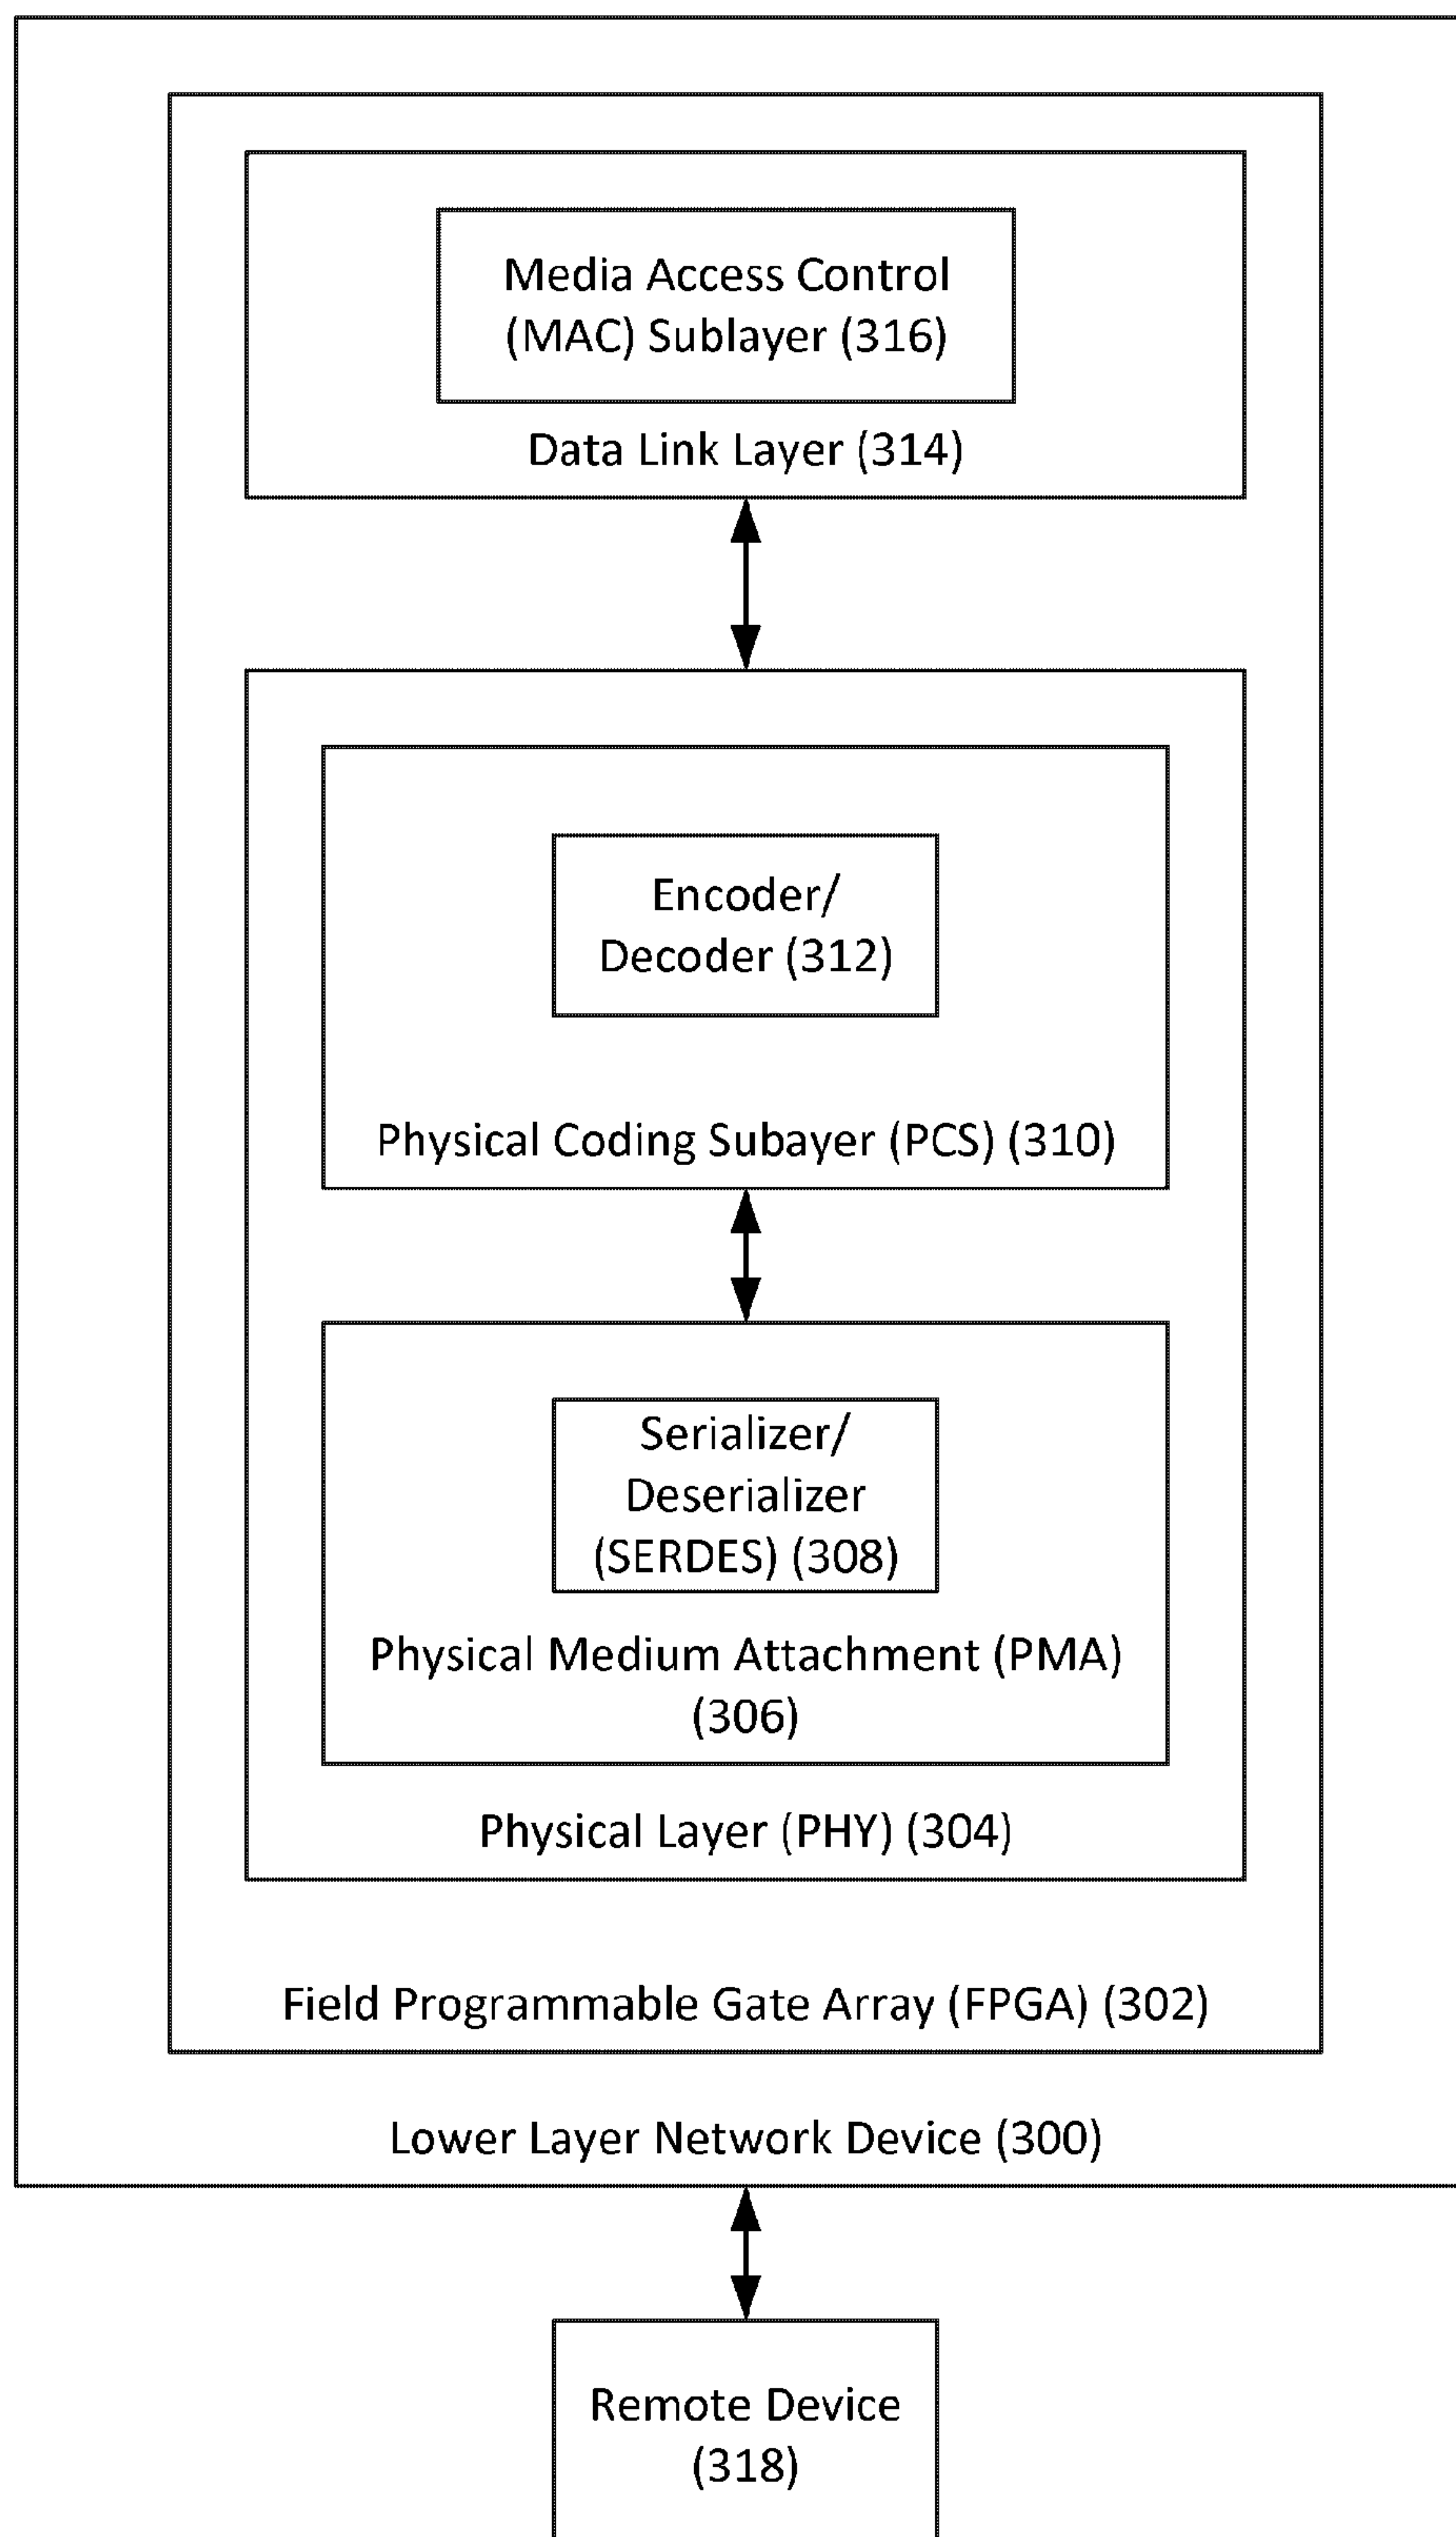 Media Access Control
(MAC) Sublayer (316)
Data Link Layer (314)
Encoder/
Decoder (312)
Physical Coding Subayer (PCS) (310)
Serializer/
Deserializer
(SERDES) (308)
Physical Medium Attachment (PMA)
(306)
Physical Layer (PHY) (304)
Field Programmable Gate Array (FPGA) (302)
Lower Layer Network Device (300)
Remote Device
(318)